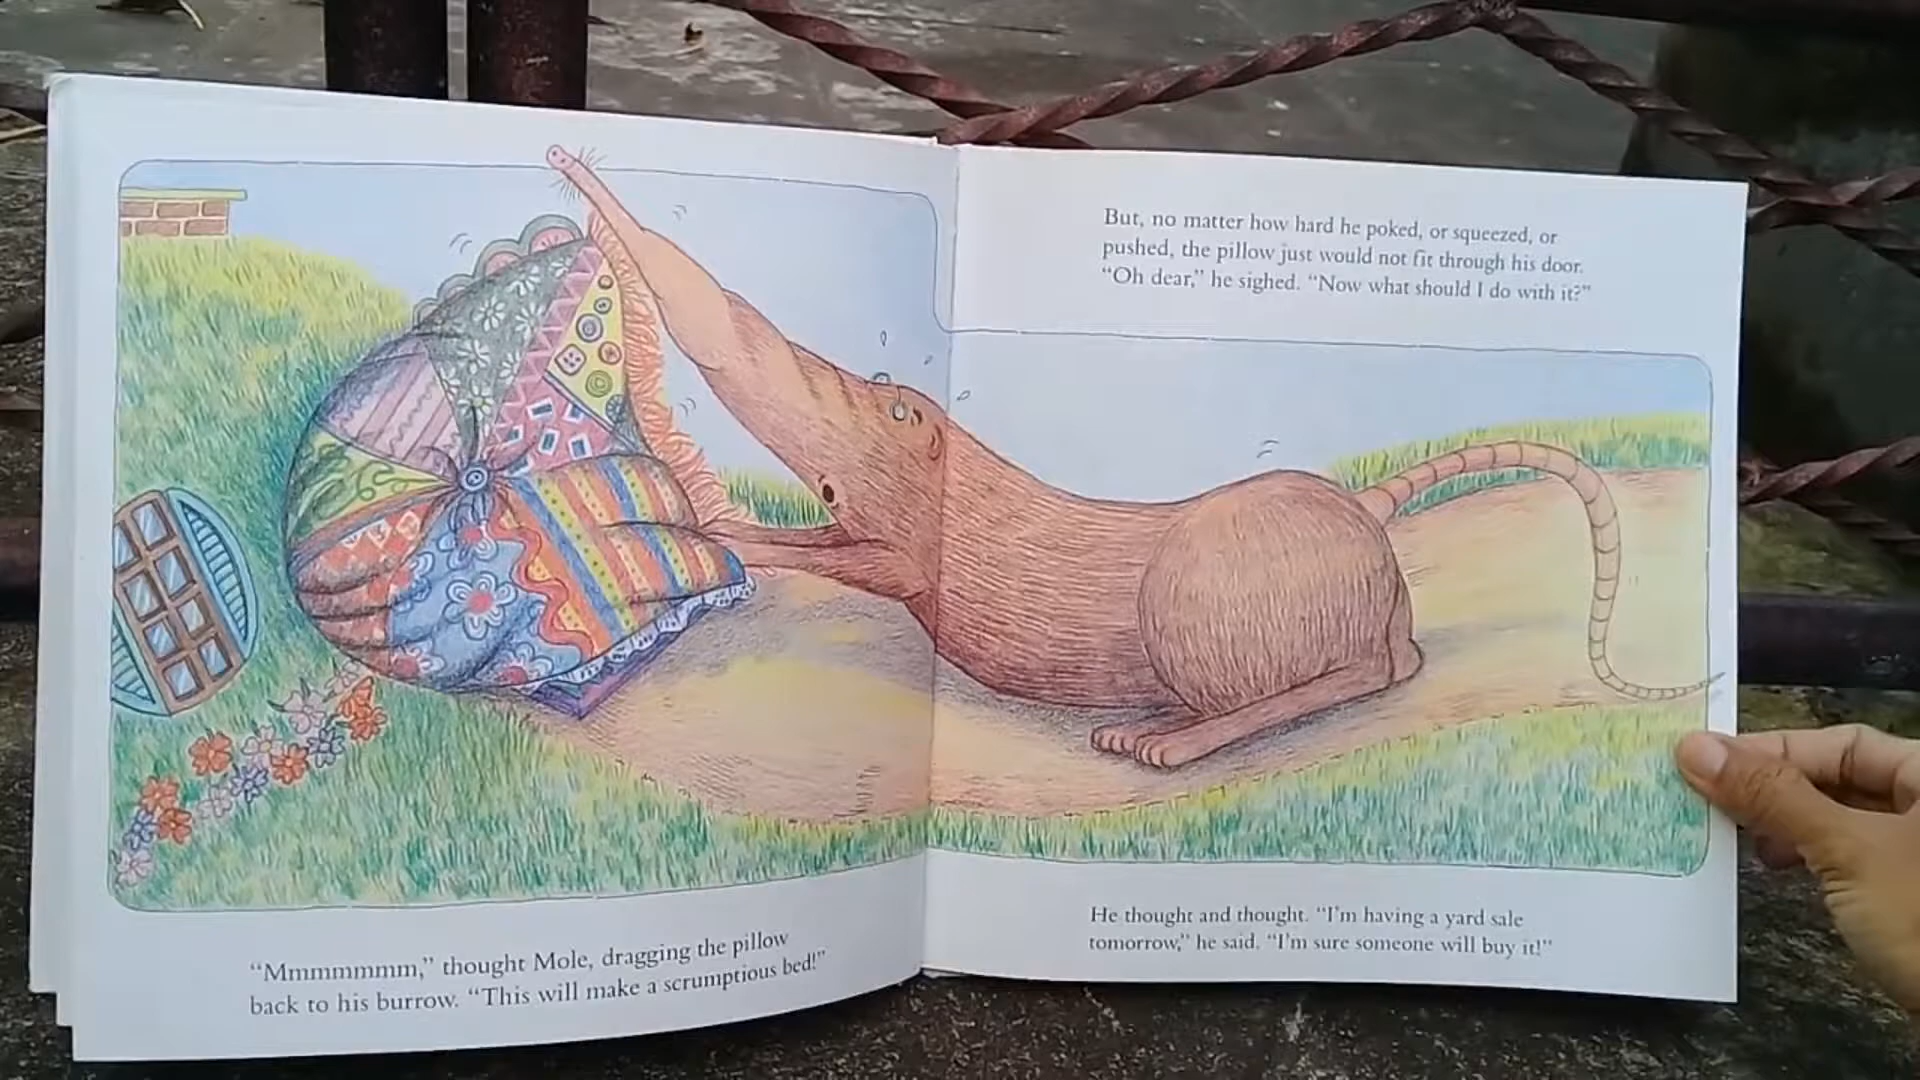 "Mmmmmmm," thought Mole, dragging the pillow
back to his burrow. "This will make a scrumptious bed!"
But, no matter how hard he poked, or squeezed, or
pushed, the pillow just would not fit through his door.
"Oh dear," he sighed. "Now what should I do with it?"
He thought and thought. "I'm having a yard sale
tomorrow," he said. "I'm sure someone will buy it!"